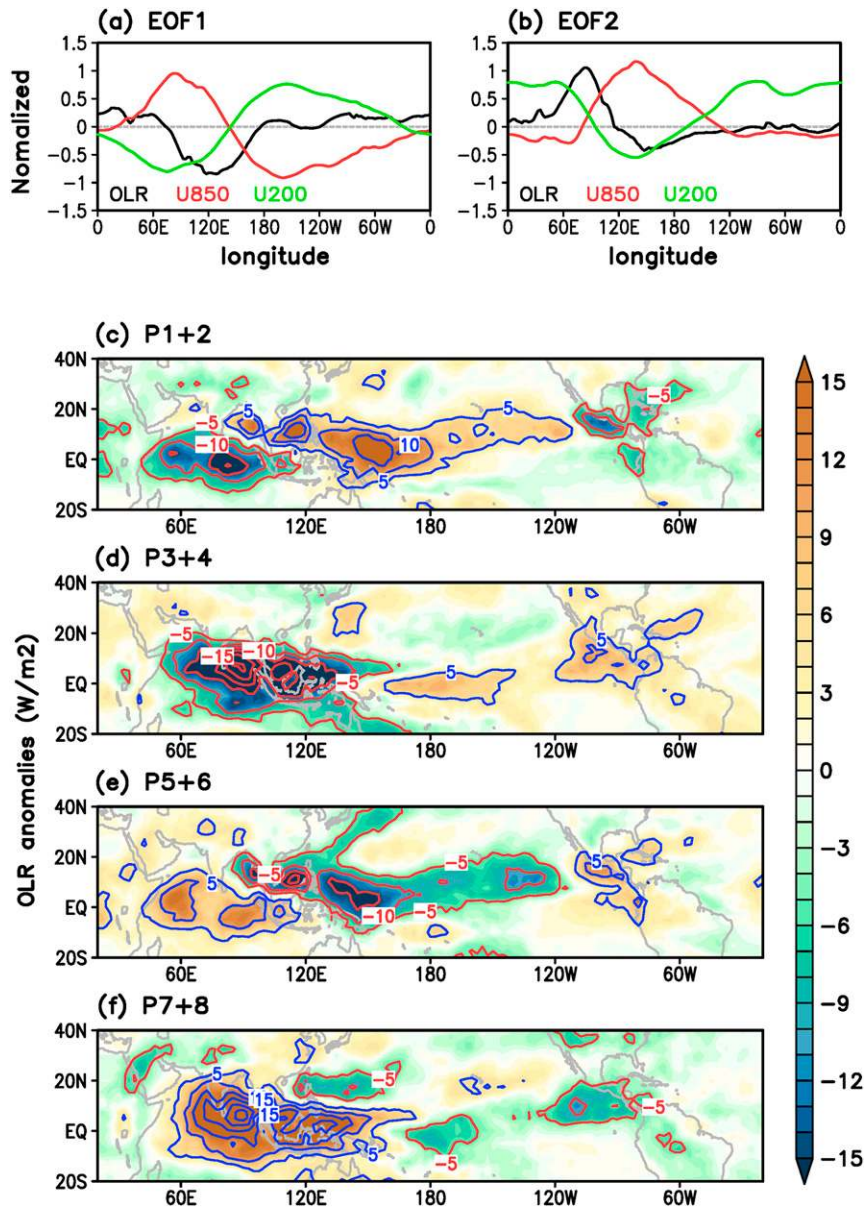 (a) EOF1
(b) EOF2
Nomalized
1.5
1
0.5
0
-0.5
-1
-1.5
OLR U850 U200
0 60E 120E 180 120W 60W 0
longitude
1.5
1
0.5
0
-0.5
-1
-1.5
OLR U850 U200
0 60E 120E 180 120W 60W 0
longitude
OLR anomalies (W/m2)
(c) P1+2
40N
20N
EQ
20S
-5 5 -10 10 5 5 -5
60E 120E 180 120W 60W
(d) P3+4
40N
20N
EQ
20S
-5 -15 -10 -5 5 5
60E 120E 180 120W 60W
(e) P5+6
40N
20N
EQ
20S
5 -5 -10 -5 -5 5
60E 120E 180 120W 60W
(f) P7+8
40N
20N
EQ
20S
5 15 15 5 -5 -5 -5
60E 120E 180 120W 60W
15
12
9
6
3
0
-3
-6
-9
-12
-15